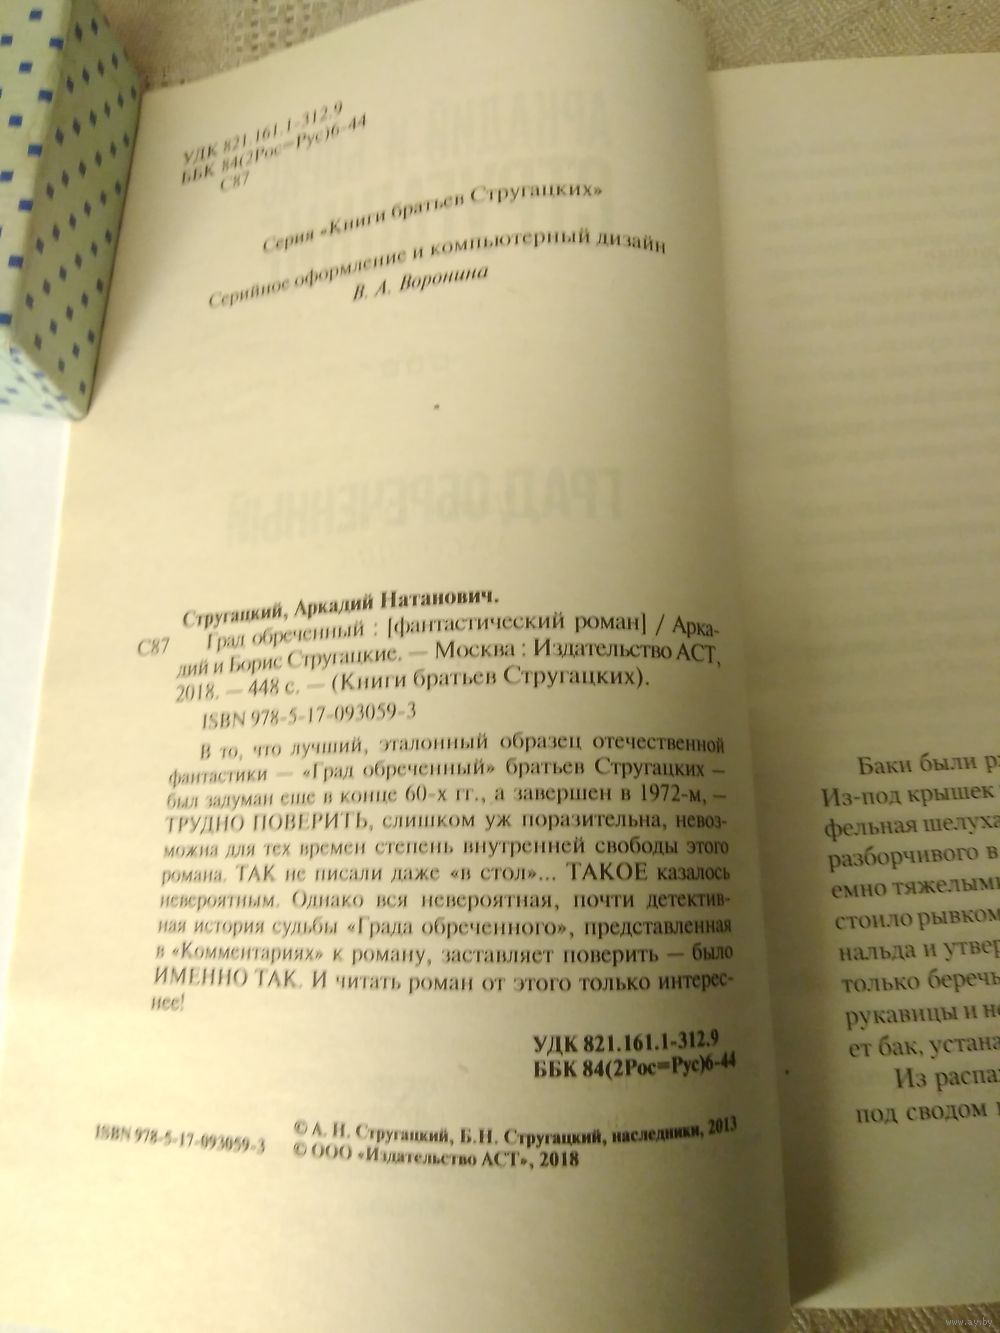 УДК 821.161.1-312.9
ББК 84(2Рос=Рус)6-44
С87
Серия «Книги братьев Стругацких»
Серийное оформление и компьютерный дизайн
В. А. Воронина
ГРАД ОБРЕЧЕННЫЙ
Стругацкий, Аркадий Натанович.
С87 Град обреченный : [фантастический роман] / Арка-
дий и Борис Стругацкие. — Москва : Издательство АСТ,
2018. — 448 с. — (Книги братьев Стругацких).
ISBN 978-5-17-093059-3
В то, что лучший, эталонный образец отечественной
фантастики — «Град обреченный» братьев Стругацких —
был задуман еще в конце 60-х гг., а завершен в 1972-м, —
ТРУДНО ПОВЕРИТЬ, слишком уж поразительна, невоз-
можна для тех времен степень внутренней свободы этого
романа. ТАК не писали даже «в стол»... ТАКОЕ казалось
невероятным. Однако вся невероятная, почти детектив-
ная история судьбы «Града обреченного», представленная
в «Комментариях» к роману, заставляет поверить — было
ИМЕННО ТАК. И читать роман от этого только интерес-
нее!
УДК 821.161.1-312.9
ББК 84(2Рос=Рус)6-44
ISBN 978-5-17-093059-3
© А. Н. Стругацкий, Б.Н. Стругацкий, наследники, 2013
© ООО «Издательство АСТ», 2018
Баки были
Из-под крышек
фельная шелуха
разборчивого в
емно тяжелыми
стоило рывком
нальда и
только беречь
рукавицы и
ет бак,
Из
под сводом
www.ay.by